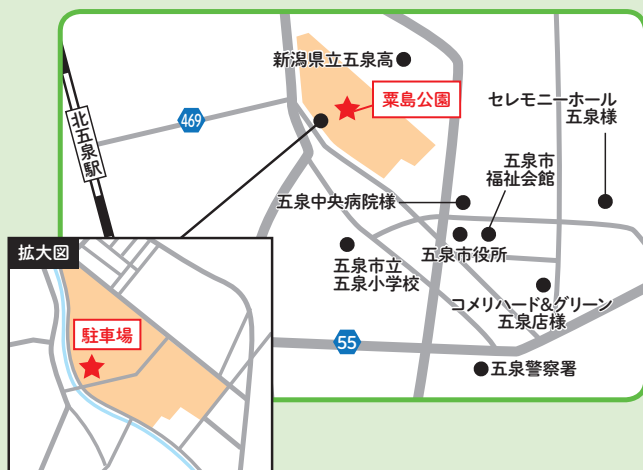 新潟県立五泉高
粟島公園
セレモニーホール
五泉様
469
北五泉駅
五泉市
福祉会館
五泉中央病院様
五泉市役所
拡大図
五泉市立
五泉小学校
コメリハード&グリーン
五泉店様
駐車場
55
五泉警察署